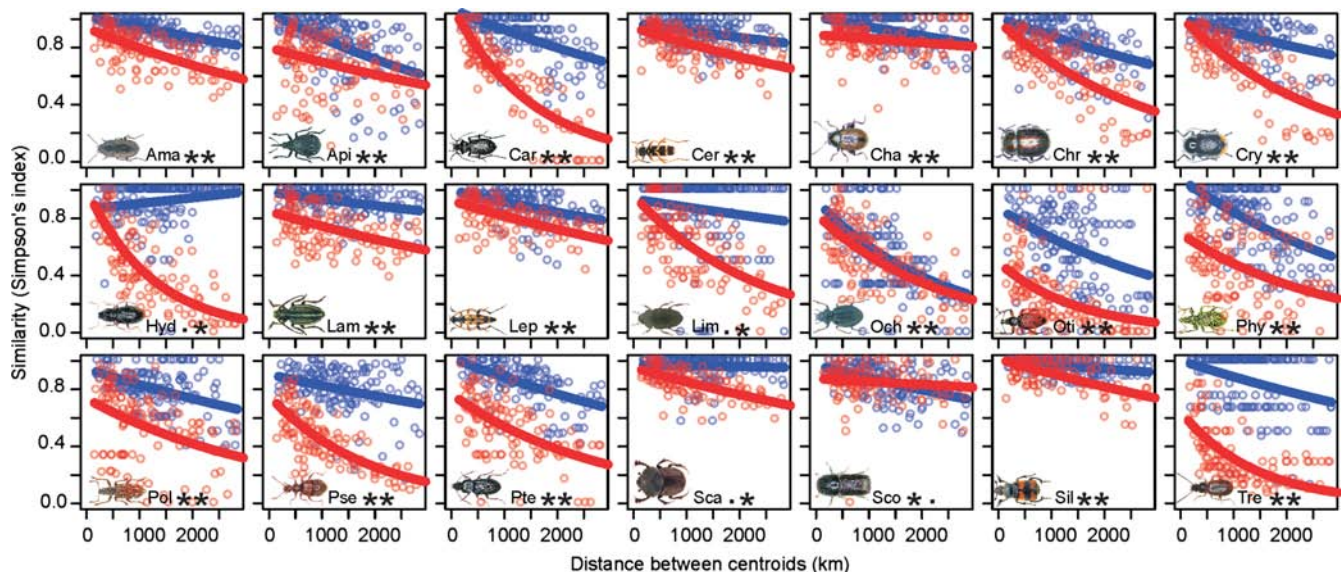 Similarity (Simpson's index)
0.8
0.4
0.0
Ama **
Api **
Car **
Cer **
Cha **
Chr **
Cry **
0.8
0.4
0.0
Hyd . *
Lam **
Lep **
Lim . *
Och **
Oti **
Phy **
0.8
0.4
0.0
Pol **
Pse **
Pte **
Sca . *
Sco * .
Sil **
Tre **
0 1000 2000 0 1000 2000 0 1000 2000 0 1000 2000 0 1000 2000 0 1000 2000 0 1000 2000
Distance between centroids (km)